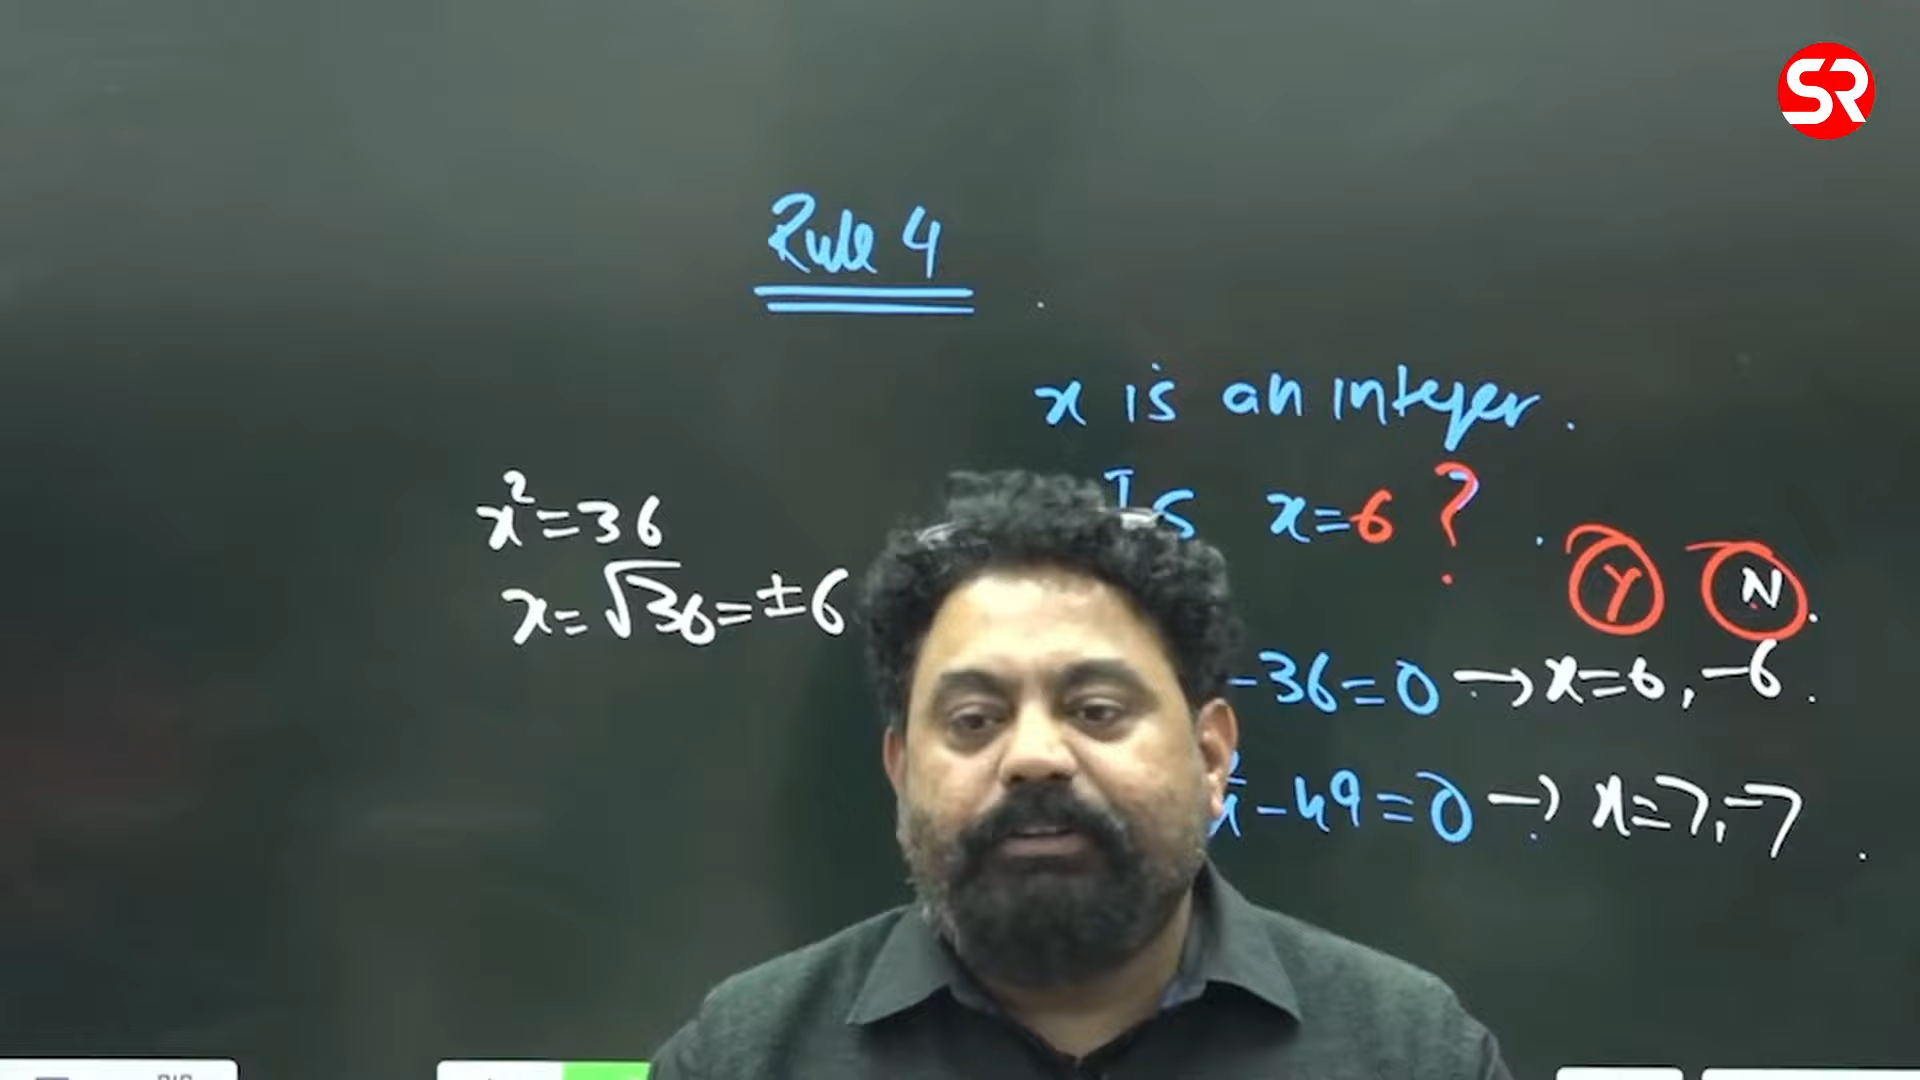 SR
Rule 4
x is an integer.
Is x=6?
Y N
x²=36
x=√36=±6
-36=0→x=6,-6
-49=0→x=7,-7